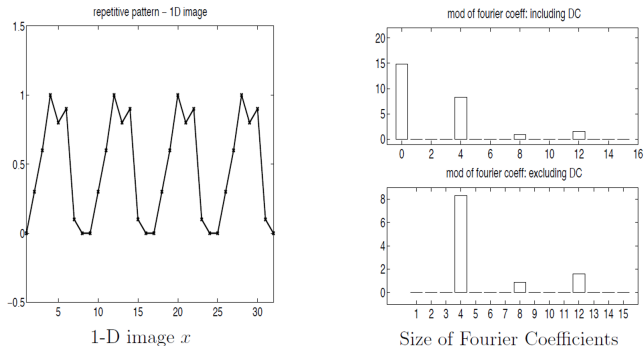 repetitive pattern – 1D image
1.5
1
0.5
0
−0.5
5 10 15 20 25 30
1-D image x
mod of fourier coeff: including DC
20
15
10
5
0
0 2 4 6 8 10 12 14 16
mod of fourier coeff: excluding DC
8
6
4
2
0
1 2 3 4 5 6 7 8 9 10 11 12 13 14 15
Size of Fourier Coefficients